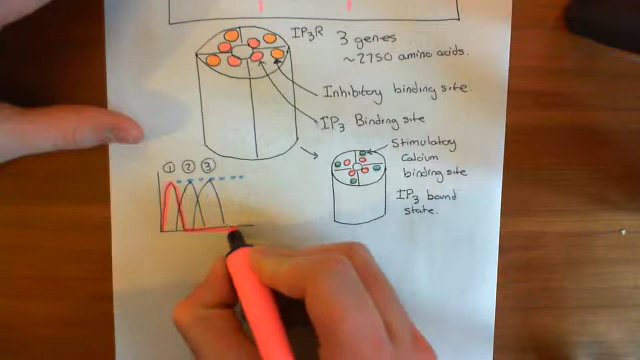 IP3R 3 genes
~2750 amino acids.
Inhibitory binding site.
IP3 Binding site
Stimulatory
Calcium
binding site
IP3 bound
state.
1 2 3